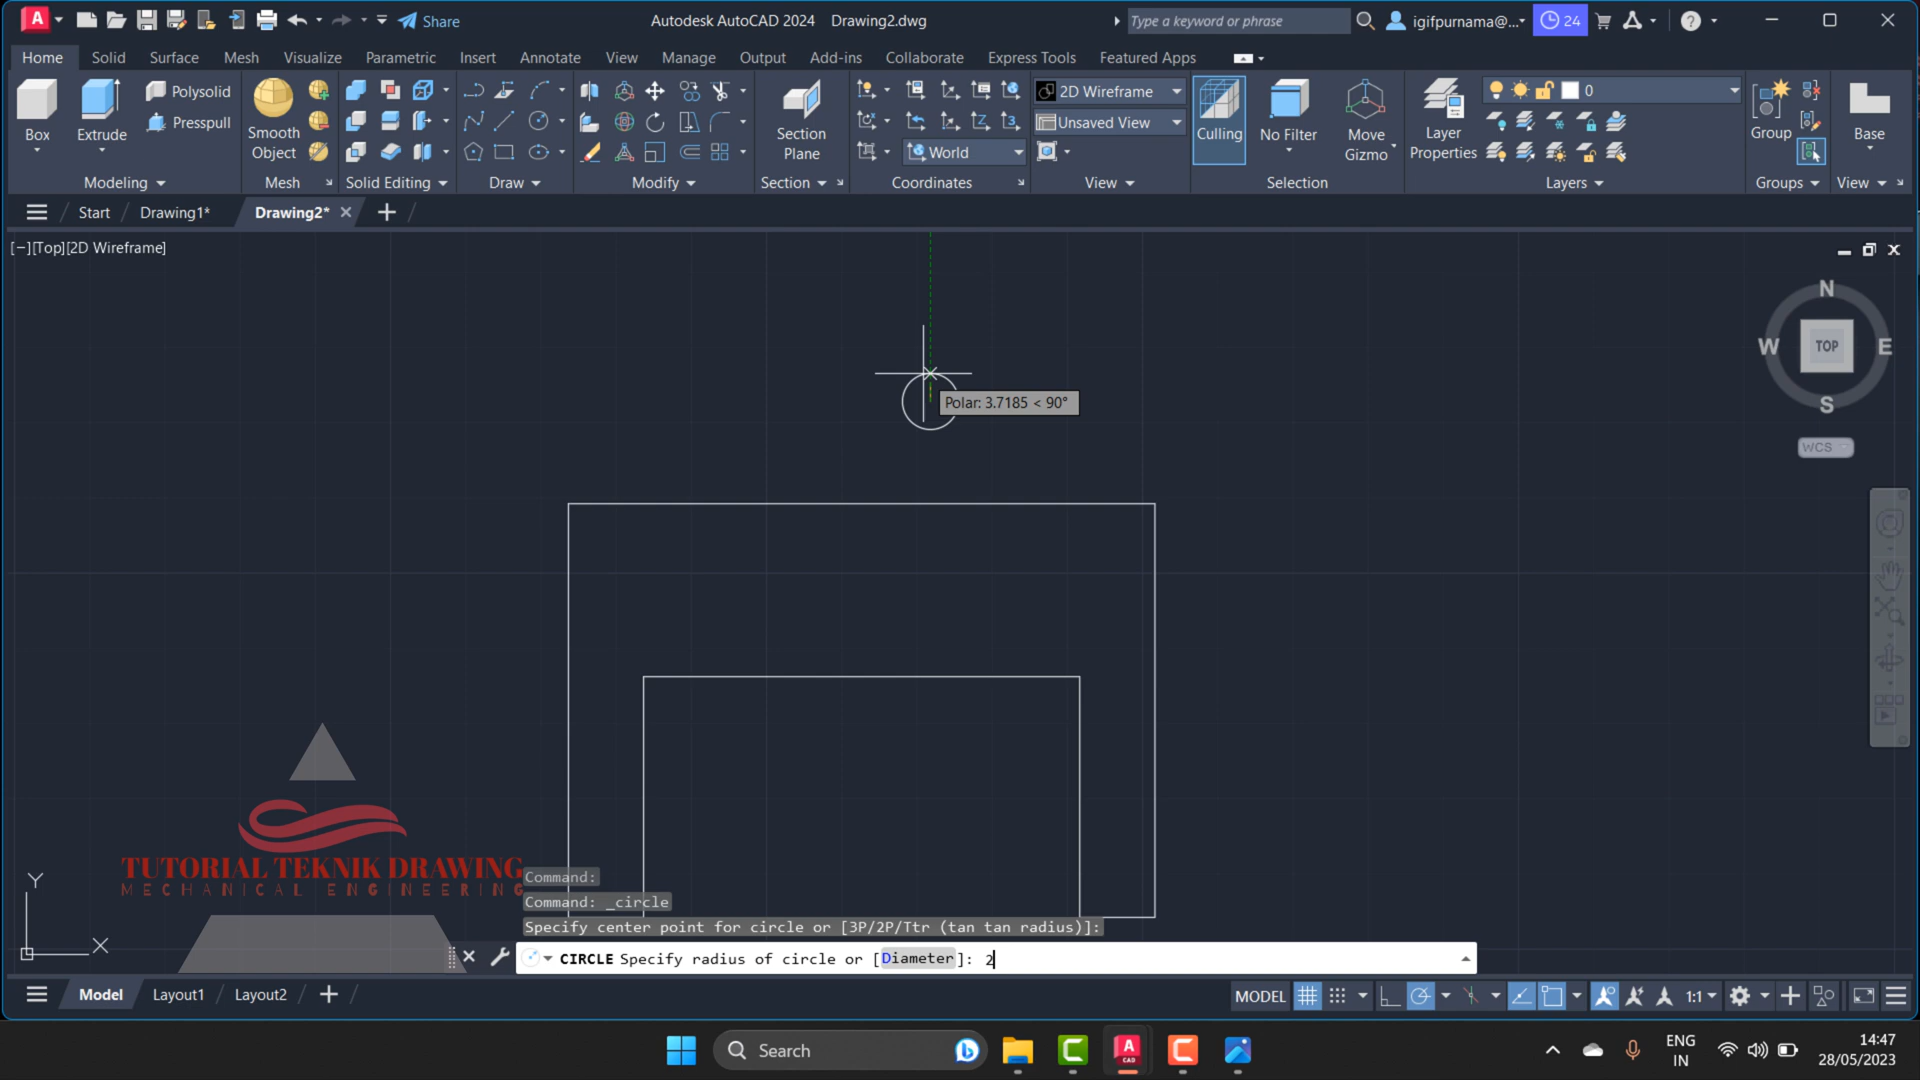 A Share Autodesk AutoCAD 2024 Drawing2.dwg Type a keyword or phrase igifpurnama@... 24
Home Solid Surface Mesh Visualize Parametric Insert Annotate View Manage Output Add-ins Collaborate Express Tools Featured Apps
Polysolid 2D Wireframe 0
Presspull Unsaved View
Box Extrude Smooth Object Section Plane World Culling No Filter Move Gizmo Layer Properties Group Base
Modeling Mesh Solid Editing Draw Modify Section Coordinates View Selection Layers Groups View
Start Drawing1* Drawing2*
[−][Top][2D Wireframe]
N
W TOP E
S
WCS
Polar: 3.7185 < 90°
TUTORIAL TEKNIK DRAWING
MECHANICAL ENGINEERING
Y
X
Command:
Command: _circle
Specify center point for circle or [3P/2P/Ttr (tan tan radius)]:
CIRCLE Specify radius of circle or [Diameter]: 2
Model Layout1 Layout2 MODEL 1:1
Search A CAD ENG 14:47
IN 28/05/2023